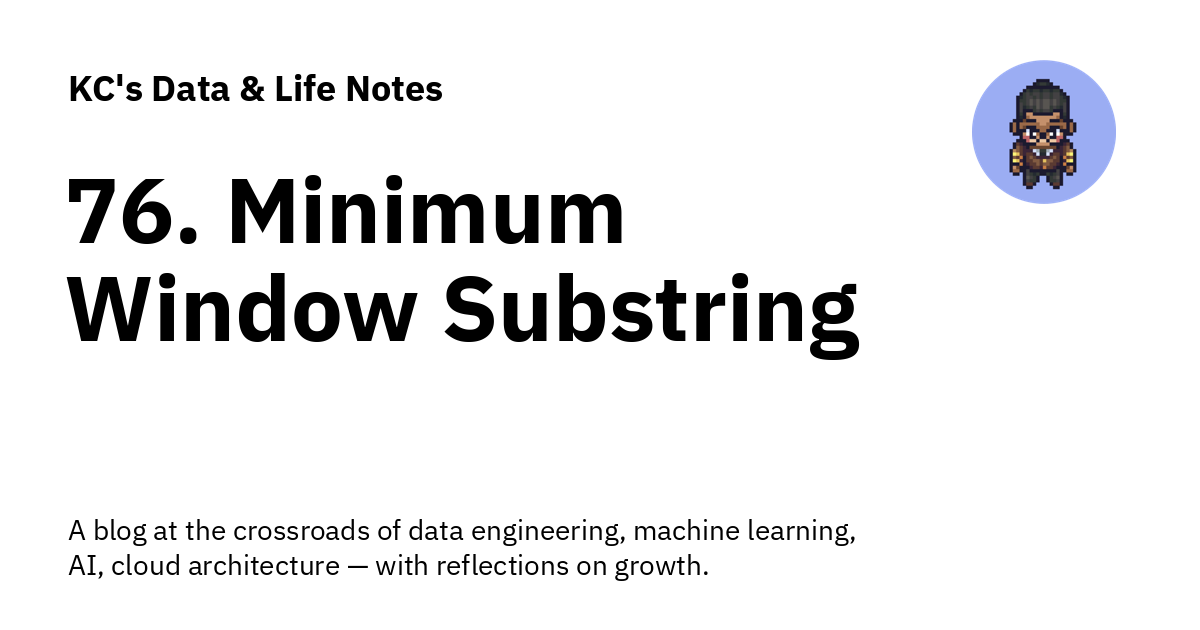 KC's Data & Life Notes
76. Minimum
Window Substring
A blog at the crossroads of data engineering, machine learning,
AI, cloud architecture — with reflections on growth.